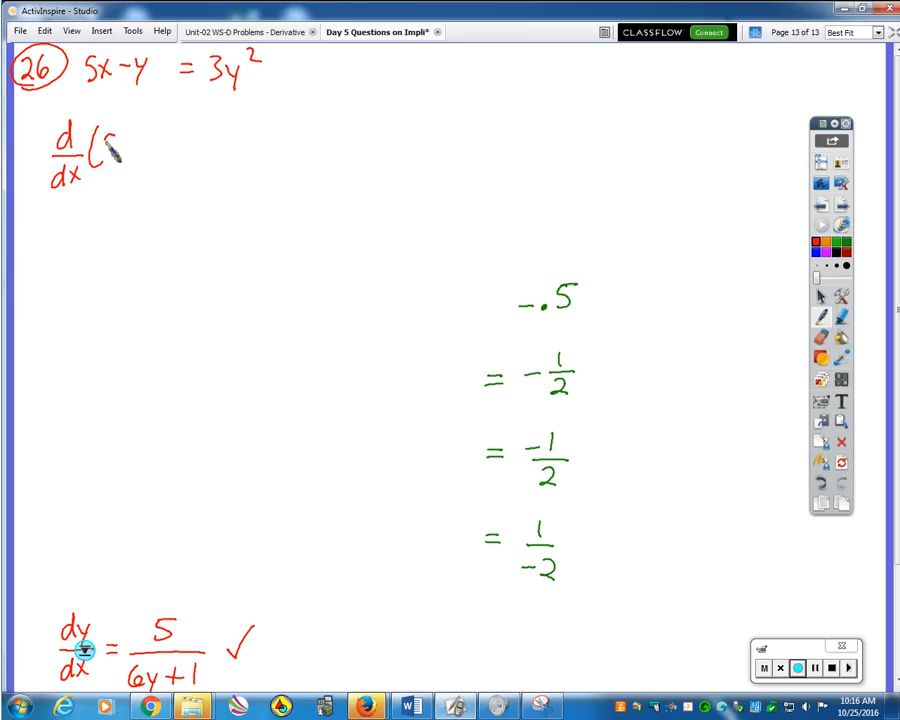 ActivInspire - Studio
File Edit View Insert Tools Help
Unit-02 WS-D Problems - Derivative
Day 5 Questions on Impli*
CLASSFLOW Connect
Page 13 of 13
Best Fit
26 5x-y = 3y²
d/dx (
-.5
= -1/2
= -1/2
= 1/-2
dy/dx = 5/(6y+1) ✓
M
10:16 AM
10/25/2016